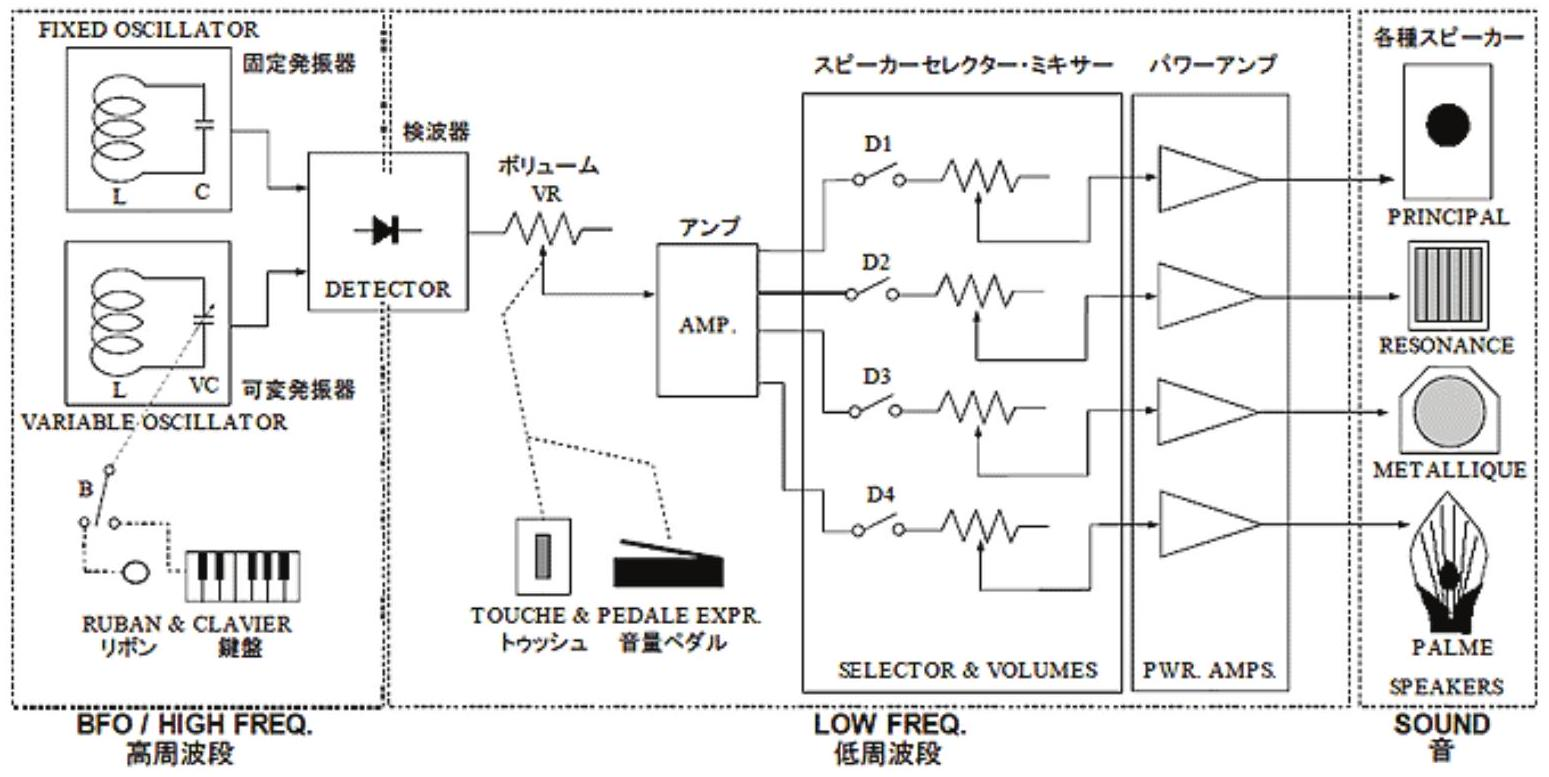 FIXED OSCILLATOR
固定発振器
L
C
L
VC
可変発振器
VARIABLE OSCILLATOR
B
RUBAN & CLAVIER
リボン
鍵盤
BFO / HIGH FREQ.
高周波段
検波器
DETECTOR
ボリューム
VR
アンプ
AMP.
TOUCHE & PEDALE EXPR.
トゥッシュ
音量ペダル
スピーカーセレクター・ミキサー
D1
D2
D3
D4
SELECTOR & VOLUMES
パワーアンプ
PWR. AMPS.
LOW FREQ.
低周波段
各種スピーカー
PRINCIPAL
RESONANCE
METALLIQUE
PALME
SPEAKERS
SOUND
音